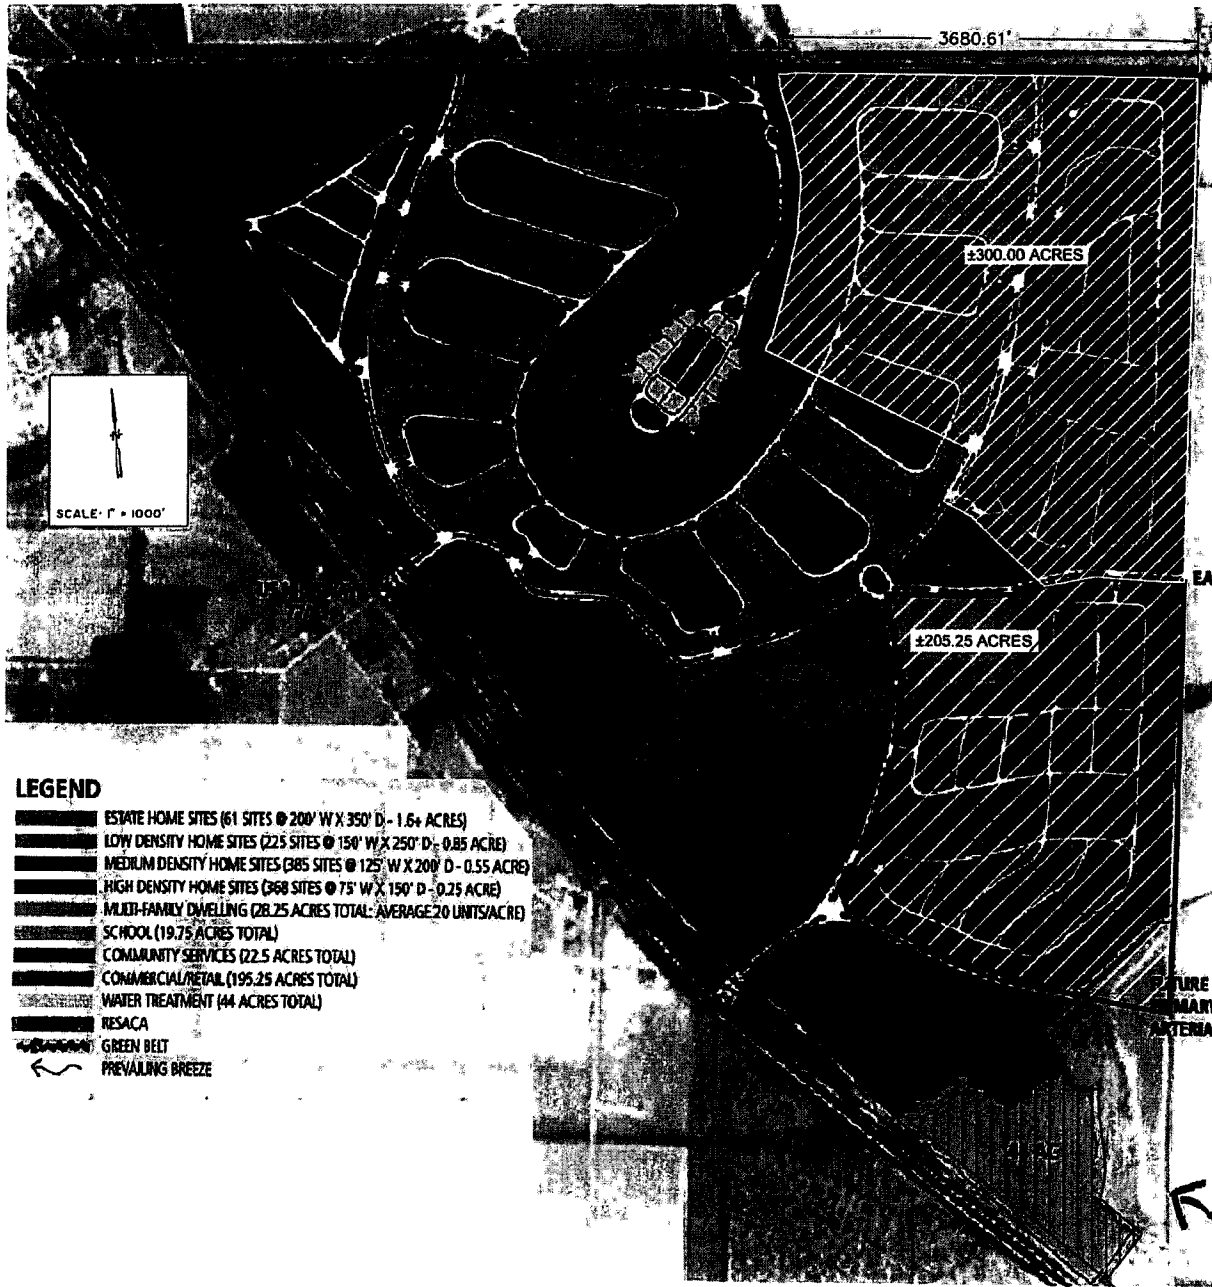 3680.61'
±300.00 ACRES
SCALE: 1" = 1000'
EA
±205.25 ACRES
LEGEND
ESTATE HOME SITES (61 SITES @ 200' W X 350' D - 1.6+ ACRES)
LOW DENSITY HOME SITES (225 SITES @ 150' W X 250' D - 0.85 ACRE)
MEDIUM DENSITY HOME SITES (385 SITES @ 125' W X 200' D - 0.55 ACRE)
HIGH DENSITY HOME SITES (368 SITES @ 75' W X 150' D - 0.25 ACRE)
MULTI-FAMILY DWELLING (28.25 ACRES TOTAL: AVERAGE 20 UNITS/ACRE)
SCHOOL (19.75 ACRES TOTAL)
COMMUNITY SERVICES (22.5 ACRES TOTAL)
COMMERCIAL/RETAIL (195.25 ACRES TOTAL)
WATER TREATMENT (44 ACRES TOTAL)
RESACA
GREEN BELT
PREVAILING BREEZE